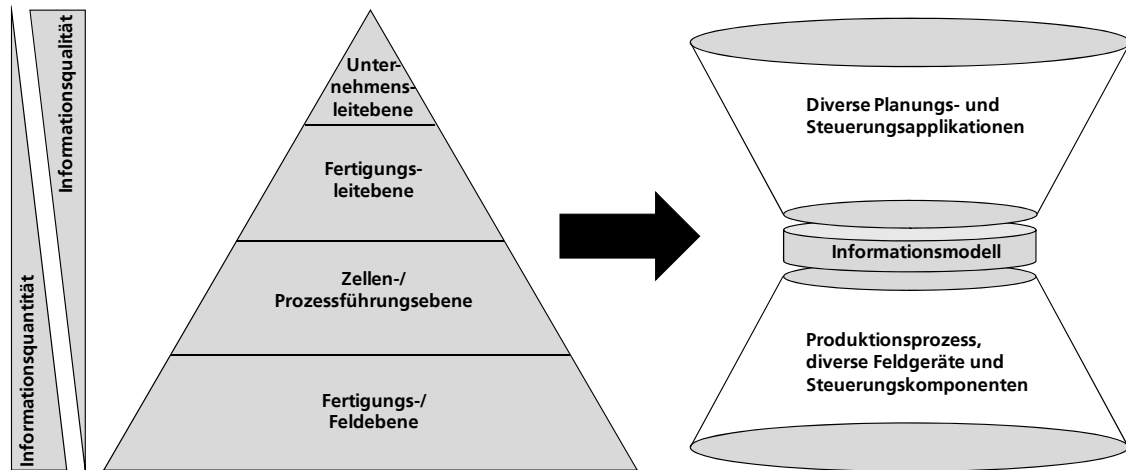 Informationsquantität
Informationsqualität
Unter-
nehmens-
leitebene
Fertigungs-
leitebene
Zellen-/
Prozessführungsebene
Fertigungs-/
Feldebene
Diverse Planungs- und
Steuerungsapplikationen
Informationsmodell
Produktionsprozess,
diverse Feldgeräte und
Steuerungskomponenten